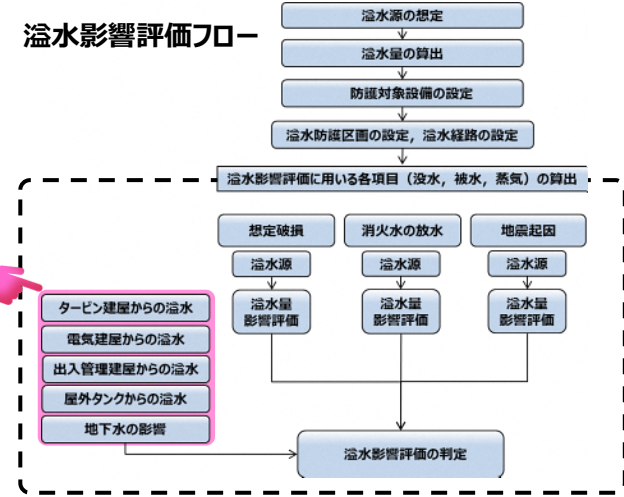 溢水影響評価フロー
溢水源の想定
溢水量の算出
防護対象設備の設定
溢水防護区画の設定，溢水経路の設定
溢水影響評価に用いる各項目（没水，被水，蒸気）の算出
想定破損
消火水の放水
地震起因
溢水源
溢水源
溢水源
溢水量
影響評価
溢水量
影響評価
溢水量
影響評価
タービン建屋からの溢水
電気建屋からの溢水
出入管理建屋からの溢水
屋外タンクからの溢水
地下水の影響
溢水影響評価の判定